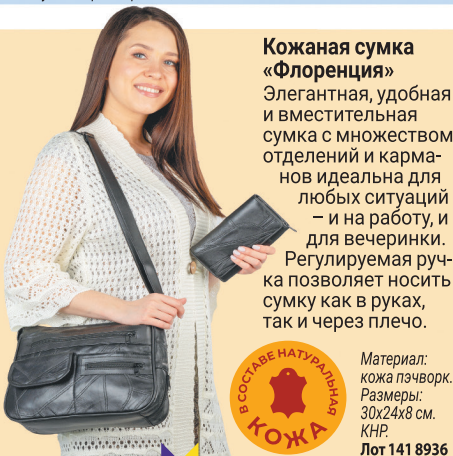 Кожаная сумка
«Флоренция»
Элегантная, удобная
и вместительная
сумка с множеством
отделений и карма-
нов идеальна для
любых ситуаций
– и на работу, и
для вечеринки.
Регулируемая руч-
ка позволяет носить
сумку как в руках,
так и через плечо.
В СОСТАВЕ НАТУРАЛЬНАЯ
КОЖА
Материал:
кожа пэчворк.
Размеры:
30х24х8 см.
КНР.
Лот 141 8936